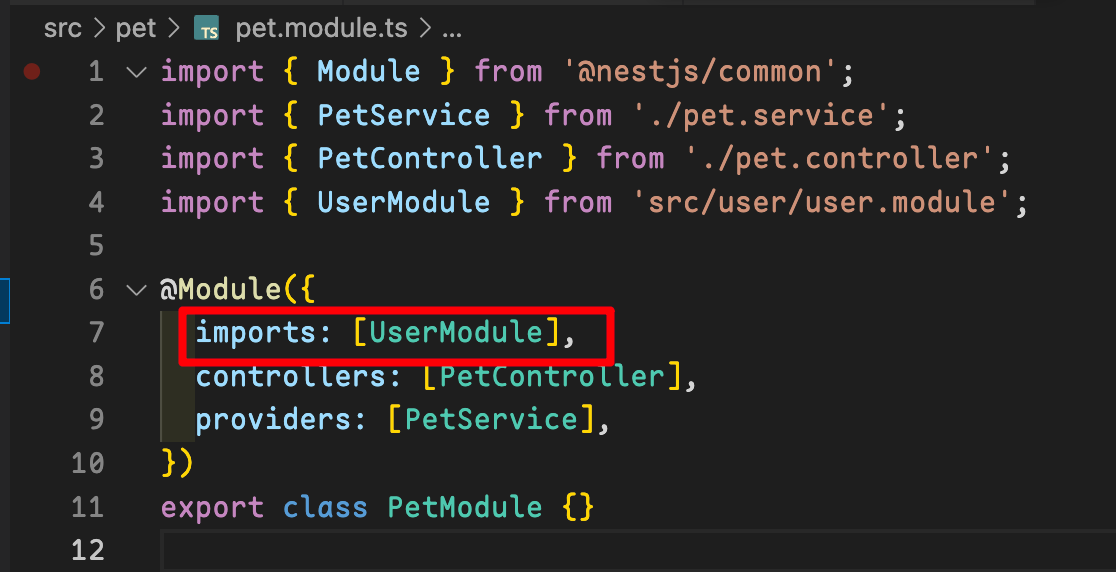 src > pet > TS pet.module.ts > ...
1 import { Module } from '@nestjs/common';
2 import { PetService } from './pet.service';
3 import { PetController } from './pet.controller';
4 import { UserModule } from 'src/user/user.module';
5
6 @Module({
7 imports: [UserModule],
8 controllers: [PetController],
9 providers: [PetService],
10 })
11 export class PetModule {}
12